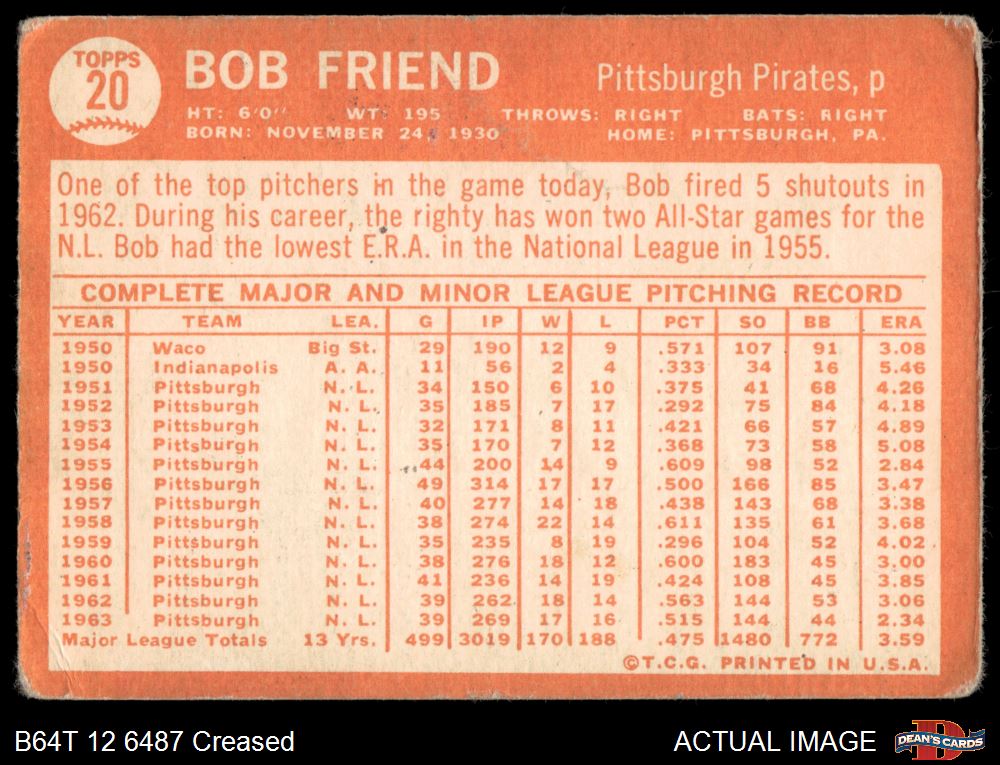 TOPPS
20
BOB FRIEND
Pittsburgh Pirates, p
HT: 6'0" WT: 195 THROWS: RIGHT BATS: RIGHT
BORN: NOVEMBER 24, 1930 HOME: PITTSBURGH, PA.
One of the top pitchers in the game today, Bob fired 5 shutouts in
1962. During his career, the righty has won two All-Star games for the
N.L. Bob had the lowest E.R.A. in the National League in 1955.
COMPLETE MAJOR AND MINOR LEAGUE PITCHING RECORD
YEAR TEAM LEA. G IP W L PCT SO BB ERA
1950 Waco Big St. 29 190 12 9 .571 107 91 3.08
1950 Indianapolis A. A. 11 56 2 4 .333 34 16 5.46
1951 Pittsburgh N. L. 34 150 6 10 .375 41 68 4.26
1952 Pittsburgh N. L. 35 185 7 17 .292 75 84 4.18
1953 Pittsburgh N. L. 32 171 8 11 .421 66 57 4.89
1954 Pittsburgh N. L. 35 170 7 12 .368 73 58 5.08
1955 Pittsburgh N. L. 44 200 14 9 .609 98 52 2.84
1956 Pittsburgh N. L. 49 314 17 17 .500 166 85 3.47
1957 Pittsburgh N. L. 40 277 14 18 .438 143 68 3.38
1958 Pittsburgh N. L. 38 274 22 14 .611 135 61 3.68
1959 Pittsburgh N. L. 35 235 8 19 .296 104 52 4.02
1960 Pittsburgh N. L. 38 276 18 12 .600 183 45 3.00
1961 Pittsburgh N. L. 41 236 14 19 .424 108 45 3.85
1962 Pittsburgh N. L. 39 262 18 14 .563 144 53 3.06
1963 Pittsburgh N. L. 39 269 17 16 .515 144 44 2.34
Major League Totals 13 Yrs. 499 3019 170 188 .475 1480 772 3.59
©T.C.G. PRINTED IN U.S.A.
B64T 12 6487 Creased
ACTUAL IMAGE
D
DEAN'S CARDS